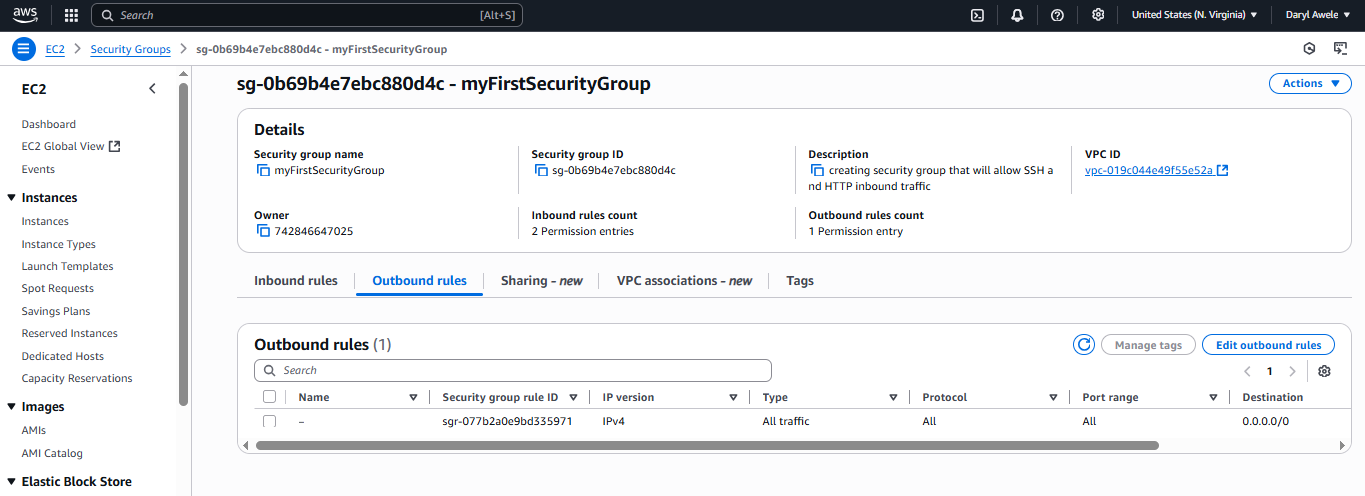 aws
Search [Alt+S]
United States (N. Virginia) Daryl Awele
EC2 Security Groups sg-0b69b4e7ebc880d4c - myFirstSecurityGroup
EC2
Dashboard
EC2 Global View
Events
Instances
Instances
Instance Types
Launch Templates
Spot Requests
Savings Plans
Reserved Instances
Dedicated Hosts
Capacity Reservations
Images
AMIs
AMI Catalog
Elastic Block Store
sg-0b69b4e7ebc880d4c - myFirstSecurityGroup
Actions
Details
Security group name
myFirstSecurityGroup
Security group ID
sg-0b69b4e7ebc880d4c
Description
creating security group that will allow SSH a
nd HTTP inbound traffic
VPC ID
vpc-019c044e49f55e52a
Owner
742846647025
Inbound rules count
2 Permission entries
Outbound rules count
1 Permission entry
Inbound rules Outbound rules Sharing - new VPC associations - new Tags
Outbound rules (1)
Manage tags Edit outbound rules
Search
1
Name Security group rule ID IP version Type Protocol Port range Destination
– sgr-077b2a0e9bd335971 IPv4 All traffic All All 0.0.0.0/0